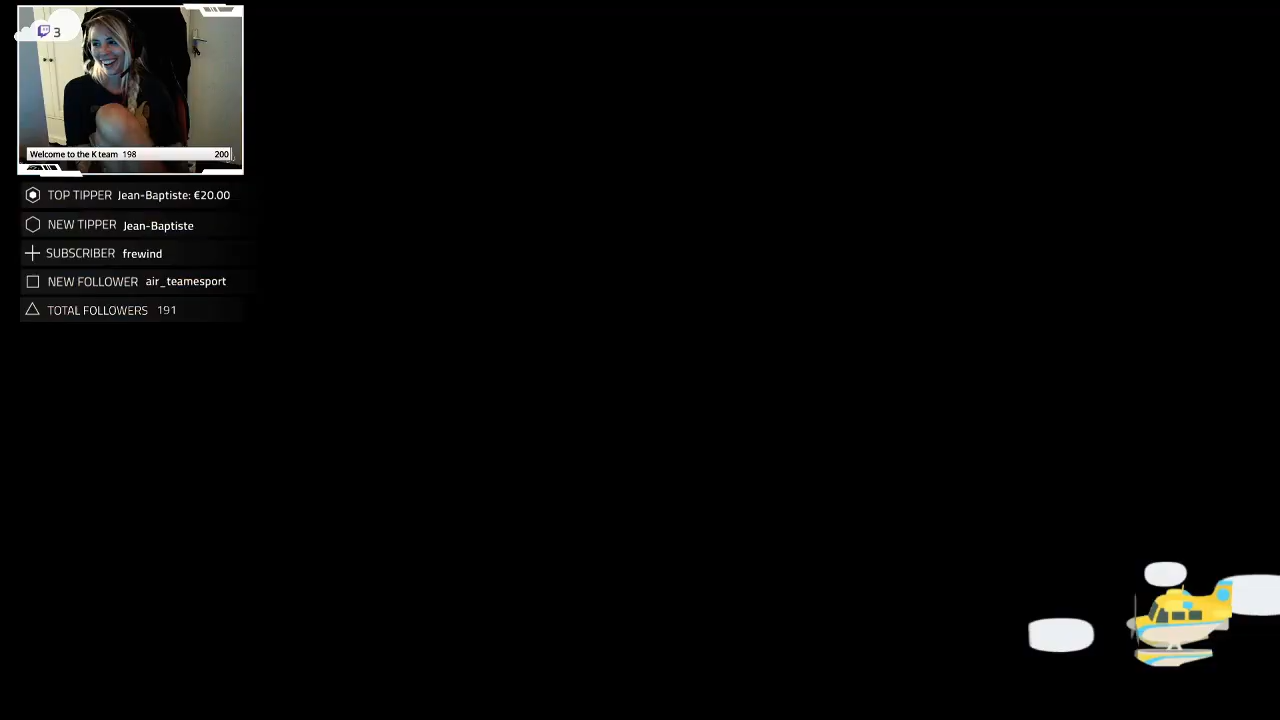 3
Welcome to the K team 198 200
TOP TIPPER Jean-Baptiste: €20.00
NEW TIPPER Jean-Baptiste
SUBSCRIBER frewind
NEW FOLLOWER air_teamesport
TOTAL FOLLOWERS 191